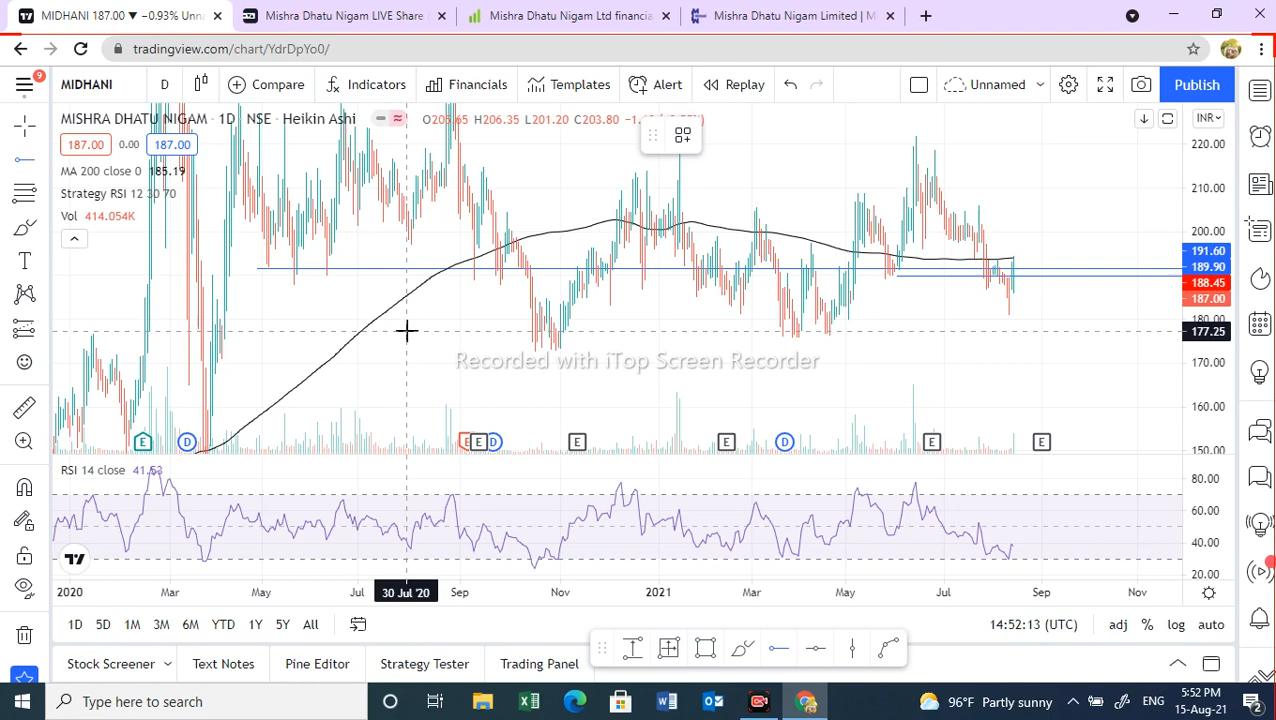 MIDHANI 187.00 ▼ −0.93% Unna
Mishra Dhatu Nigam LIVE Share
Mishra Dhatu Nigam Ltd financia
Mishra Dhatu Nigam Limited | M
tradingview.com/chart/YdrDpYo0/
9
MIDHANI D Compare Indicators Financials Templates Alert Replay Unnamed Publish
MISHRA DHATU NIGAM · 1D · NSE Heikin Ashi
H206.35 L201.20 C203.80
INR
187.00 0.00 187.00
MA 200 close 0 185.19
Strategy RSI 12 30 70
Vol 414.054K
220.00
210.00
200.00
191.60
189.90
188.45
187.00
180.00
177.25
170.00
160.00
150.00
Recorded with iTop Screen Recorder
E D E D E E D E E
RSI 14 close
80.00
60.00
40.00
20.00
2020 Mar May Jul 30 Jul '20 Sep Nov 2021 Mar May Jul Sep Nov
1D 5D 1M 3M 6M YTD 1Y 5Y All
14:52:13 (UTC) adj % log auto
Stock Screener Text Notes Pine Editor Strategy Tester Trading Panel
Type here to search
96°F Partly sunny ENG
5:52 PM
15-Aug-21
2